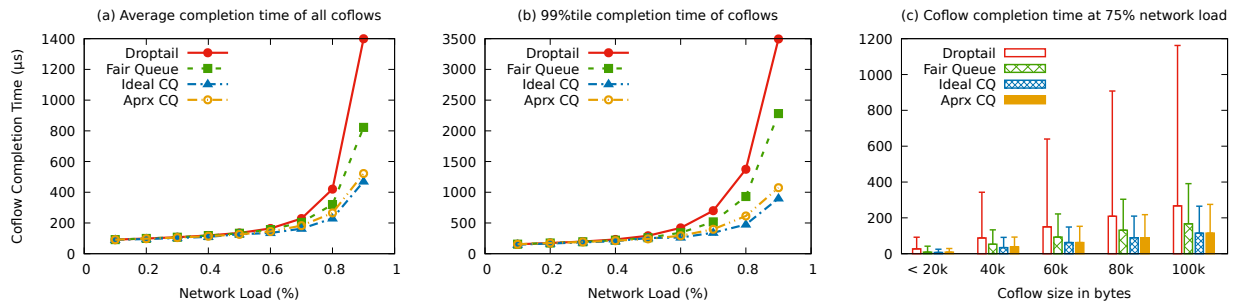 (a) Average completion time of all coflows
Coflow Completion Time (µs)
1400
1200
1000
800
600
400
200
0
0
0.2
0.4
0.6
0.8
1
Network Load (%)
Droptail
Fair Queue
Ideal CQ
Aprx CQ
(b) 99%tile completion time of coflows
3500
3000
2500
2000
1500
1000
500
0
0
0.2
0.4
0.6
0.8
1
Network Load (%)
Droptail
Fair Queue
Ideal CQ
Aprx CQ
(c) Coflow completion time at 75% network load
1200
1000
800
600
400
200
0
< 20k
40k
60k
80k
100k
Coflow size in bytes
Droptail
Fair Queue
Ideal CQ
Aprx CQ